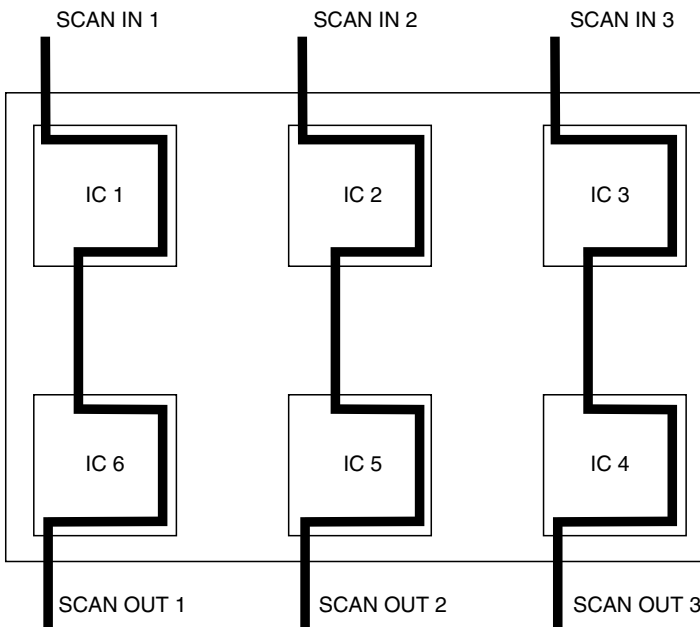 SCAN IN 1 SCAN IN 2 SCAN IN 3
IC 1 IC 2 IC 3
IC 6 IC 5 IC 4
SCAN OUT 1 SCAN OUT 2 SCAN OUT 3